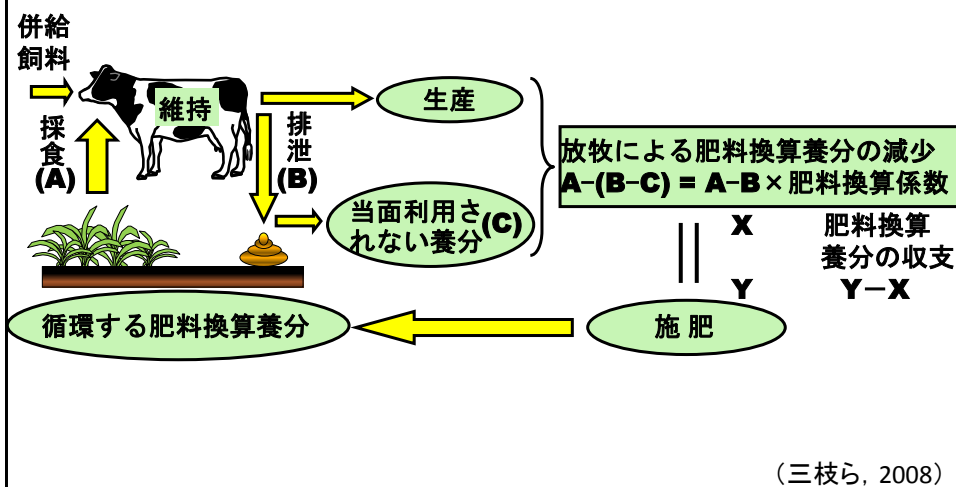 併給
飼料
維持
採食
(A)
排泄
(B)
生産
当面利用さ
れない養分
(C)
放牧による肥料換算養分の減少
A-(B-C) = A-B×肥料換算係数
X
肥料換算
養分の収支
Y
Y-X
循環する肥料換算養分
施 肥
(三枝ら, 2008)